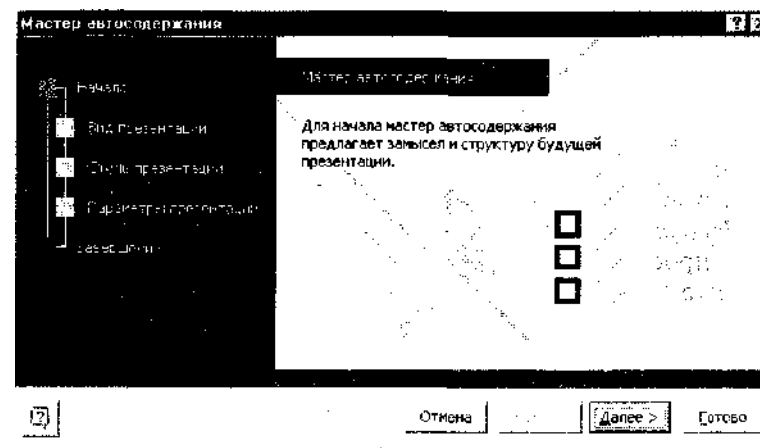 Мастер автосодержания
Начало
Вид презентации
Стиль презентации
Параметры презентации
Завершение
Мастер автосодержания
Для начала мастер автосодержания
предлагает замысел и структуру будущей
презентации.
Отмена
Далее >
Готово